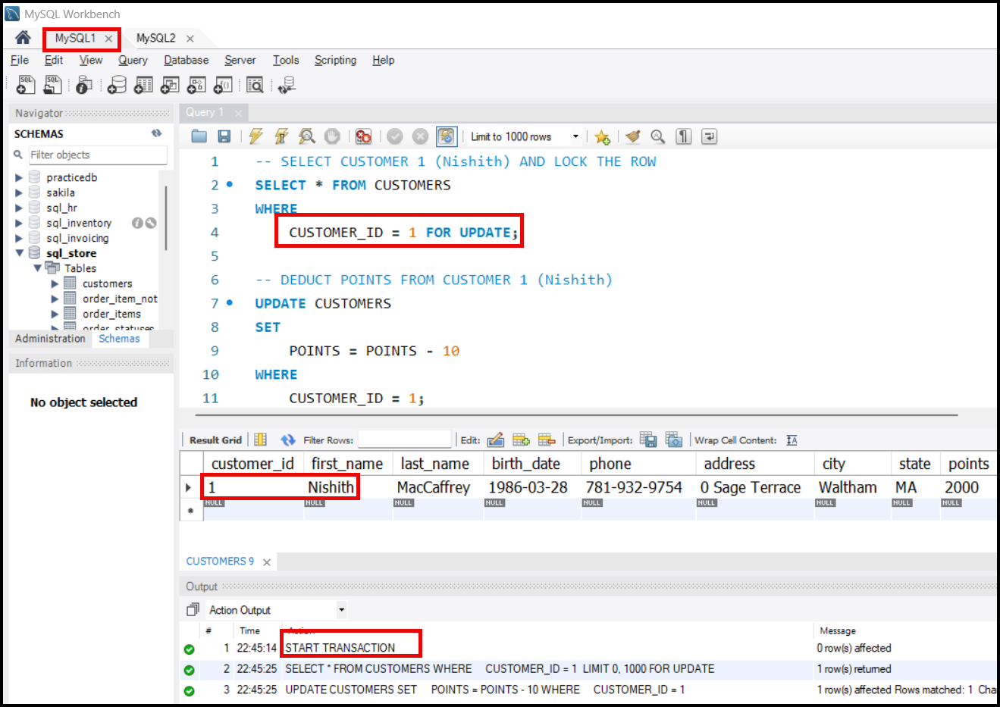 MySQL Workbench
MySQL1 MySQL2
File Edit View Query Database Server Tools Scripting Help
Navigator
SCHEMAS
Filter objects
practicedb
sakila
sql_hr
sql_inventory
sql_invoicing
sql_store
Tables
customers
order_item_not
order_items
order_statuses
Administration Schemas
Information
No object selected
Query 1
Limit to 1000 rows
1 -- SELECT CUSTOMER 1 (Nishith) AND LOCK THE ROW
2 SELECT * FROM CUSTOMERS
3 WHERE
4 CUSTOMER_ID = 1 FOR UPDATE;
5
6 -- DEDUCT POINTS FROM CUSTOMER 1 (Nishith)
7 UPDATE CUSTOMERS
8 SET
9 POINTS = POINTS - 10
10 WHERE
11 CUSTOMER_ID = 1;
Result Grid Filter Rows: Edit: Export/Import: Wrap Cell Content:
customer_id first_name last_name birth_date phone address city state points
1 Nishith MacCaffrey 1986-03-28 781-932-9754 0 Sage Terrace Waltham MA 2000
NULL NULL NULL NULL NULL NULL NULL NULL NULL
CUSTOMERS 9
Output
Action Output
# Time Action Message
1 22:45:14 START TRANSACTION 0 row(s) affected
2 22:45:25 SELECT * FROM CUSTOMERS WHERE CUSTOMER_ID = 1 LIMIT 0, 1000 FOR UPDATE 1 row(s) returned
3 22:45:25 UPDATE CUSTOMERS SET POINTS = POINTS - 10 WHERE CUSTOMER_ID = 1 1 row(s) affected Rows matched: 1 Cha